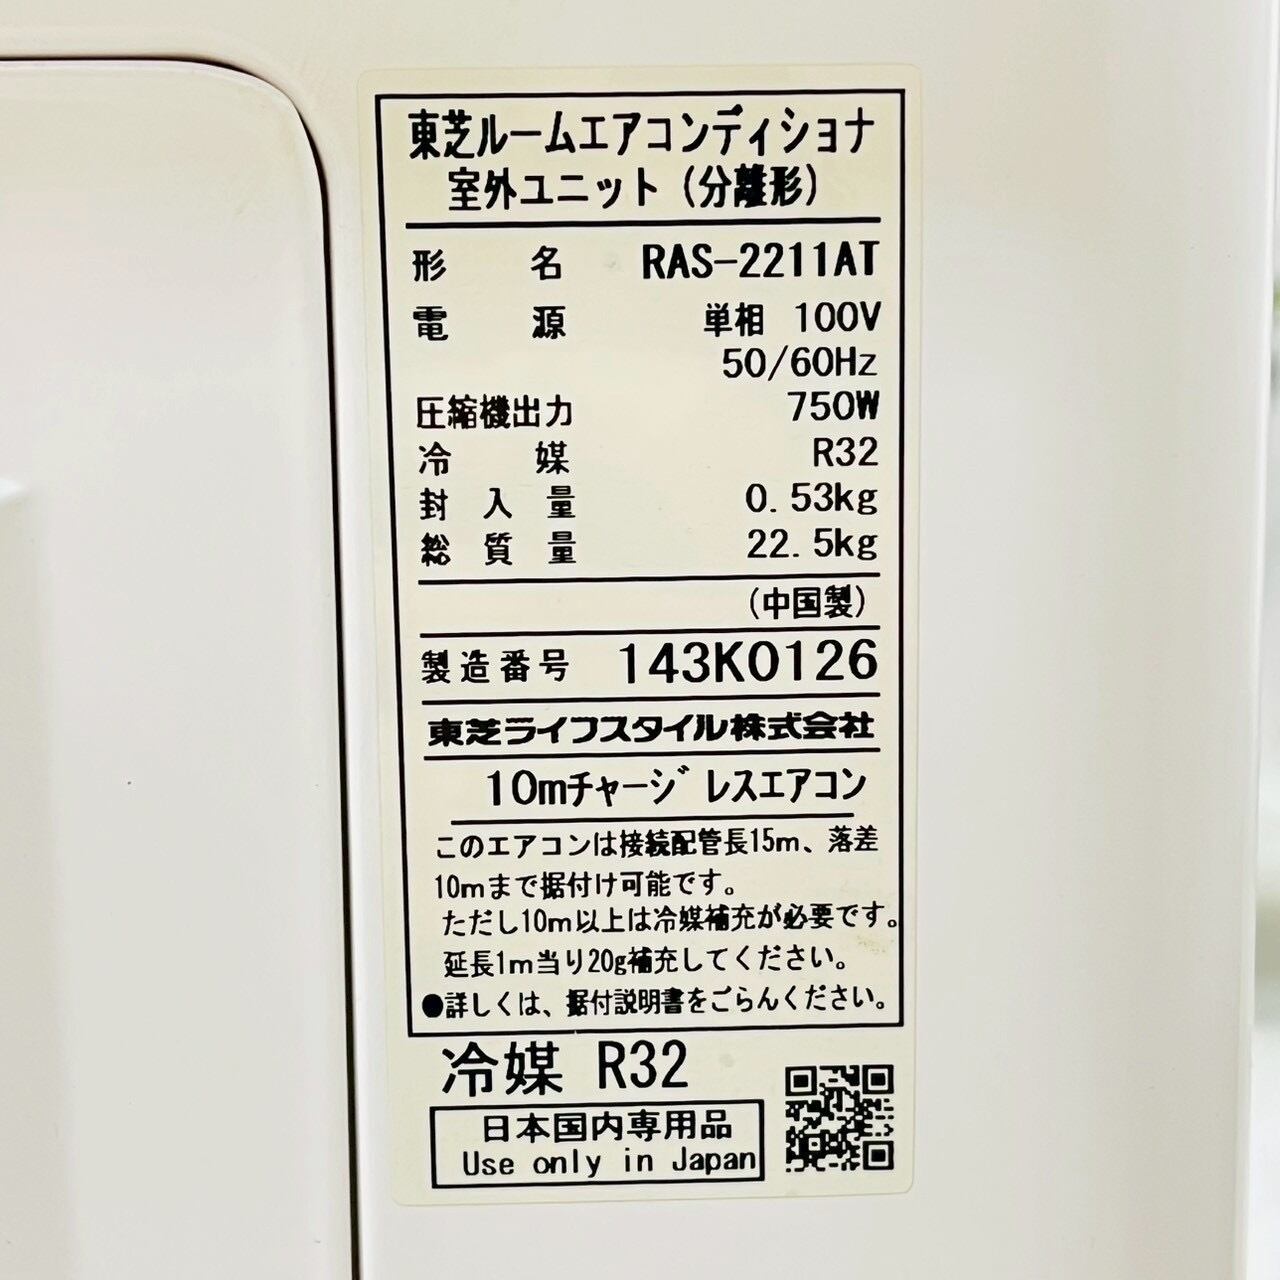 東芝ルームエアコンディショナ
室外ユニット(分離形)
形名 RAS-2211AT
電源 単相 100V
50/60Hz
圧縮機出力 750W
冷媒 R32
封入量 0.53kg
総質量 22.5kg
(中国製)
製造番号 143K0126
東芝ライフスタイル株式会社
10mチャージレスエアコン
このエアコンは接続配管長15m、落差
10mまで据付け可能です。
ただし10m以上は冷媒補充が必要です。
延長1m当り20g補充してください。
●詳しくは、据付説明書をごらんください。
冷媒 R32
日本国内専用品
Use only in Japan